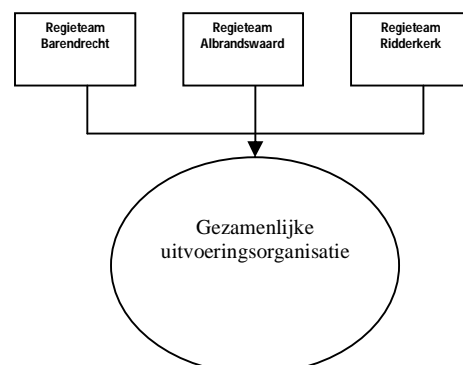 Regieteam
Barendrecht
Regieteam
Albrandswaard
Regieteam
Ridderkerk
Gezamenlijke
uitvoeringsorganisatie